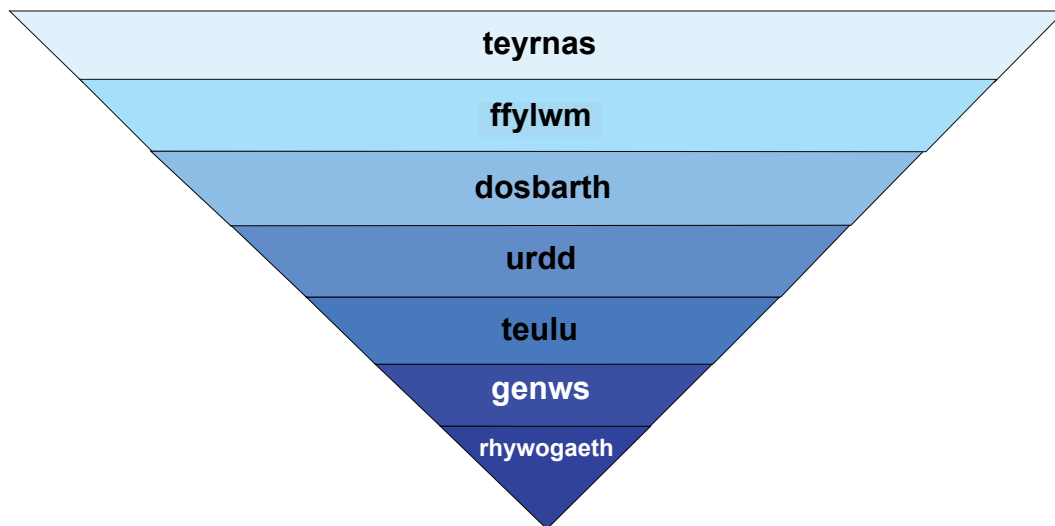 teyrnas
ffylwm
dosbarth
urdd
teulu
genws
rhywogaeth